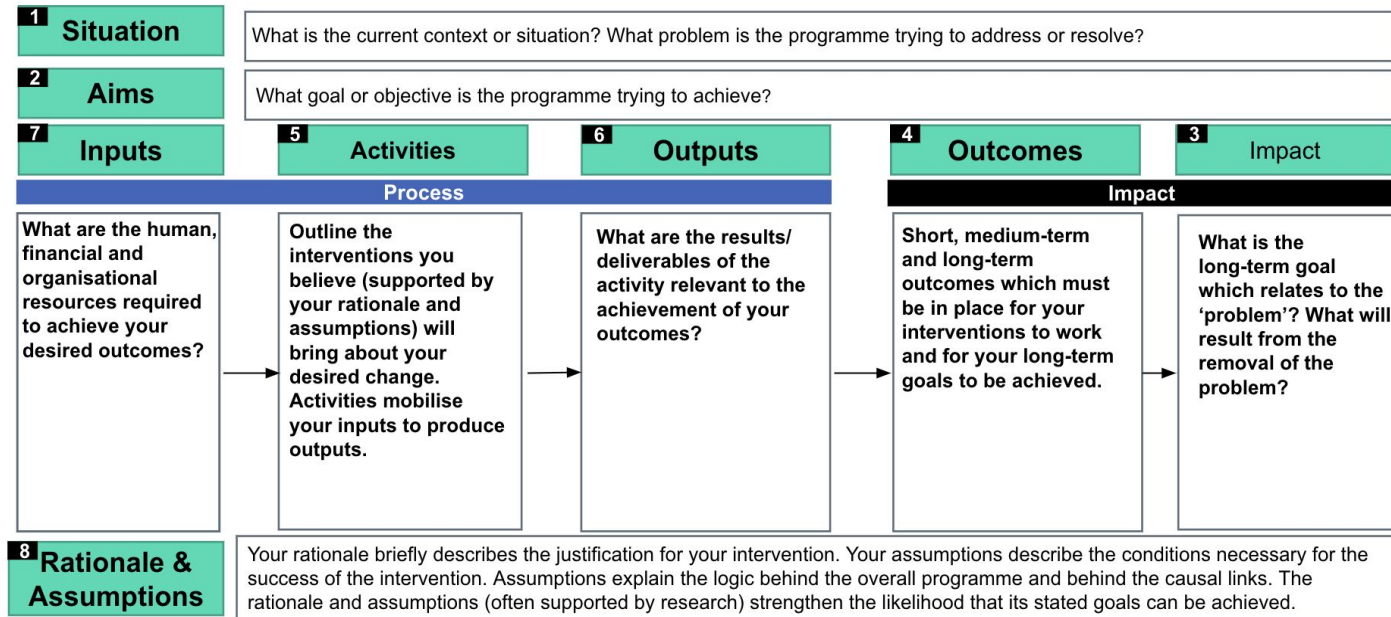 1
Situation
What is the current context or situation? What problem is the programme trying to address or resolve?
2
Aims
What goal or objective is the programme trying to achieve?
7
Inputs
5
Activities
6
Outputs
4
Outcomes
3
Impact
Process
Impact
What are the human,
financial and
organisational
resources required
to achieve your
desired outcomes?
Outline the
interventions you
believe (supported by
your rationale and
assumptions) will
bring about your
desired change.
Activities mobilise
your inputs to produce
outputs.
What are the results/
deliverables of the
activity relevant to the
achievement of your
outcomes?
Short, medium-term
and long-term
outcomes which must
be in place for your
interventions to work
and for your long-term
goals to be achieved.
What is the
long-term goal
which relates to the
‘problem’? What will
result from the
removal of the
problem?
8
Rationale &
Assumptions
Your rationale briefly describes the justification for your intervention. Your assumptions describe the conditions necessary for the
success of the intervention. Assumptions explain the logic behind the overall programme and behind the causal links. The
rationale and assumptions (often supported by research) strengthen the likelihood that its stated goals can be achieved.